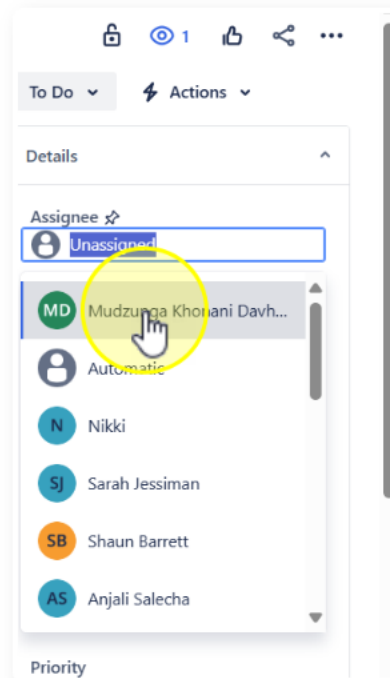 1
To Do
Actions
Details
Assignee
Unassigned
MD
Mudzunga Khonani Davh...
Automatic
N
Nikki
SJ
Sarah Jessiman
SB
Shaun Barrett
AS
Anjali Salecha
Priority